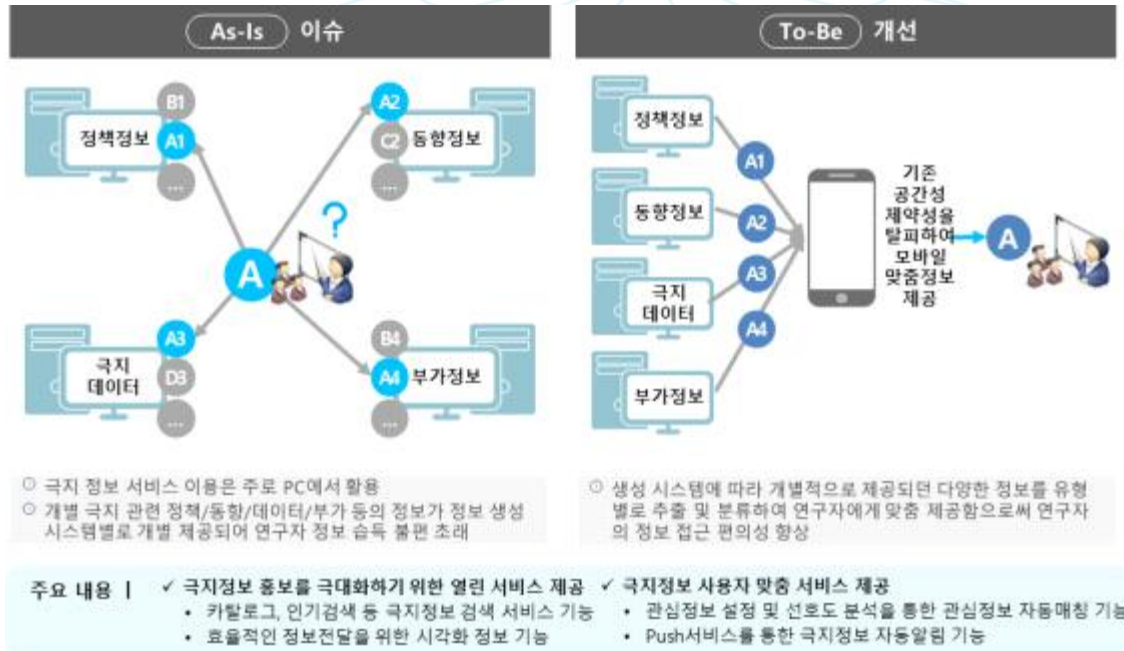 As-Is 이슈
B1
정책정보
A1
...
A2
C2
동향정보
...
?
A
A3
극지
데이터
D3
...
B4
A4
부가정보
...
극지 정보 서비스 이용은 주로 PC에서 활용
개별 극지 관련 정책/동향/데이터/부가 등의 정보가 정보 생성
시스템별로 개별 제공되어 연구자 정보 습득 불편 초래
To-Be 개선
정책정보
A1
동향정보
A2
극지
데이터
A3
부가정보
A4
기존
공간성
제약성을
탈피하여
모바일
맞춤정보
제공
A
생성 시스템에 따라 개별적으로 제공되던 다양한 정보를 유형
별로 추출 및 분류하여 연구자에게 맞춤 제공함으로써 연구자
의 정보 접근 편의성 향상
주요 내용 |
✓ 극지정보 홍보를 극대화하기 위한 열린 서비스 제공
• 카탈로그, 인기검색 등 극지정보 검색 서비스 기능
• 효율적인 정보전달을 위한 시각화 정보 기능
✓ 극지정보 사용자 맞춤 서비스 제공
• 관심정보 설정 및 선호도 분석을 통한 관심정보 자동매칭 기능
• Push서비스를 통한 극지정보 자동알림 기능